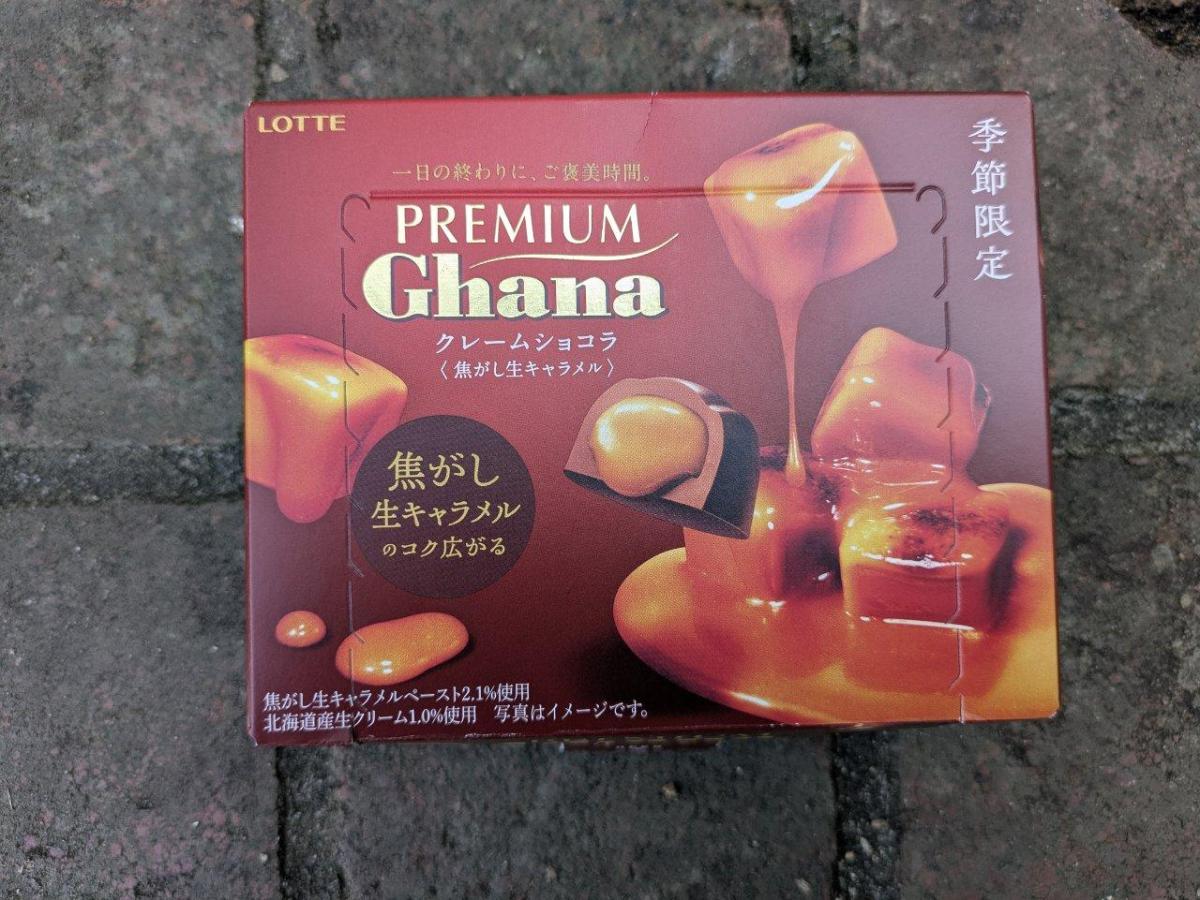 LOTTE
一日の終わりに、ご褒美時間。
PREMIUM
Ghana
クレームショコラ
〈焦がし生キャラメル〉
季節限定
焦がし
生キャラメル
のコク広がる
焦がし生キャラメルペースト2.1%使用
北海道産生クリーム1.0%使用 写真はイメージです。